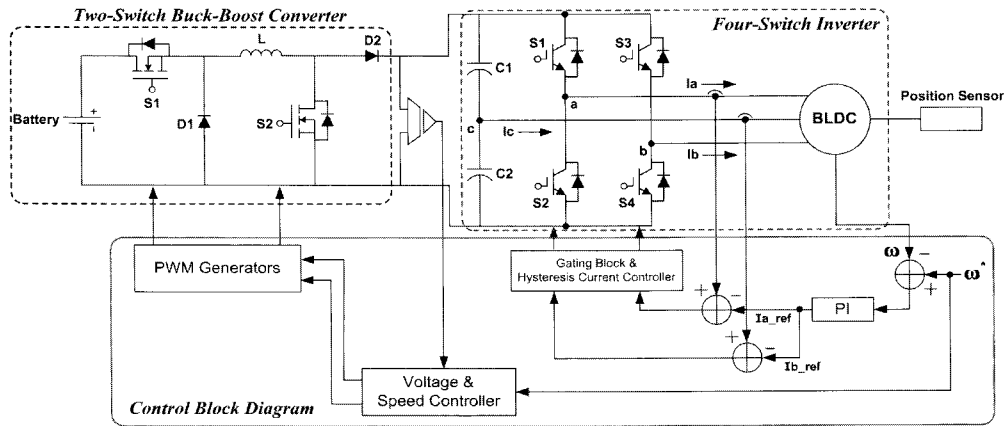 Two-Switch Buck-Boost Converter
Four-Switch Inverter
L
D2
S1
D1
S2
Battery
+
-
C1
C2
c
Ic
S1
S3
a
b
S2
S4
Ia
Ib
BLDC
Position Sensor
PWM Generators
Gating Block &
Hysteresis Current Controller
ω
-
ω*
+
PI
+
-
Ia_ref
+
-
Ib_ref
Voltage &
Speed Controller
Control Block Diagram